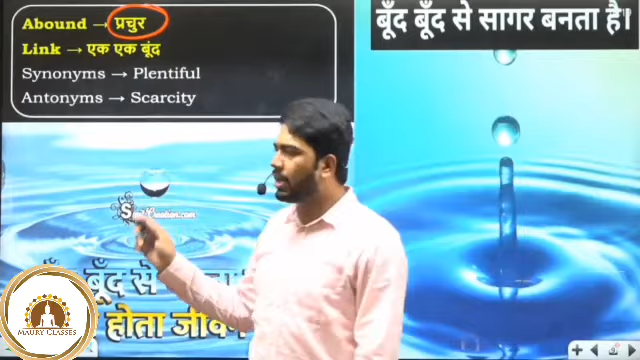 Abound → प्रचुर
Link → एक एक बूंद
Synonyms → Plentiful
Antonyms → Scarcity
बूँद बूँद से सागर बनता है।
बूँद से
होता
MAURY CLASSES